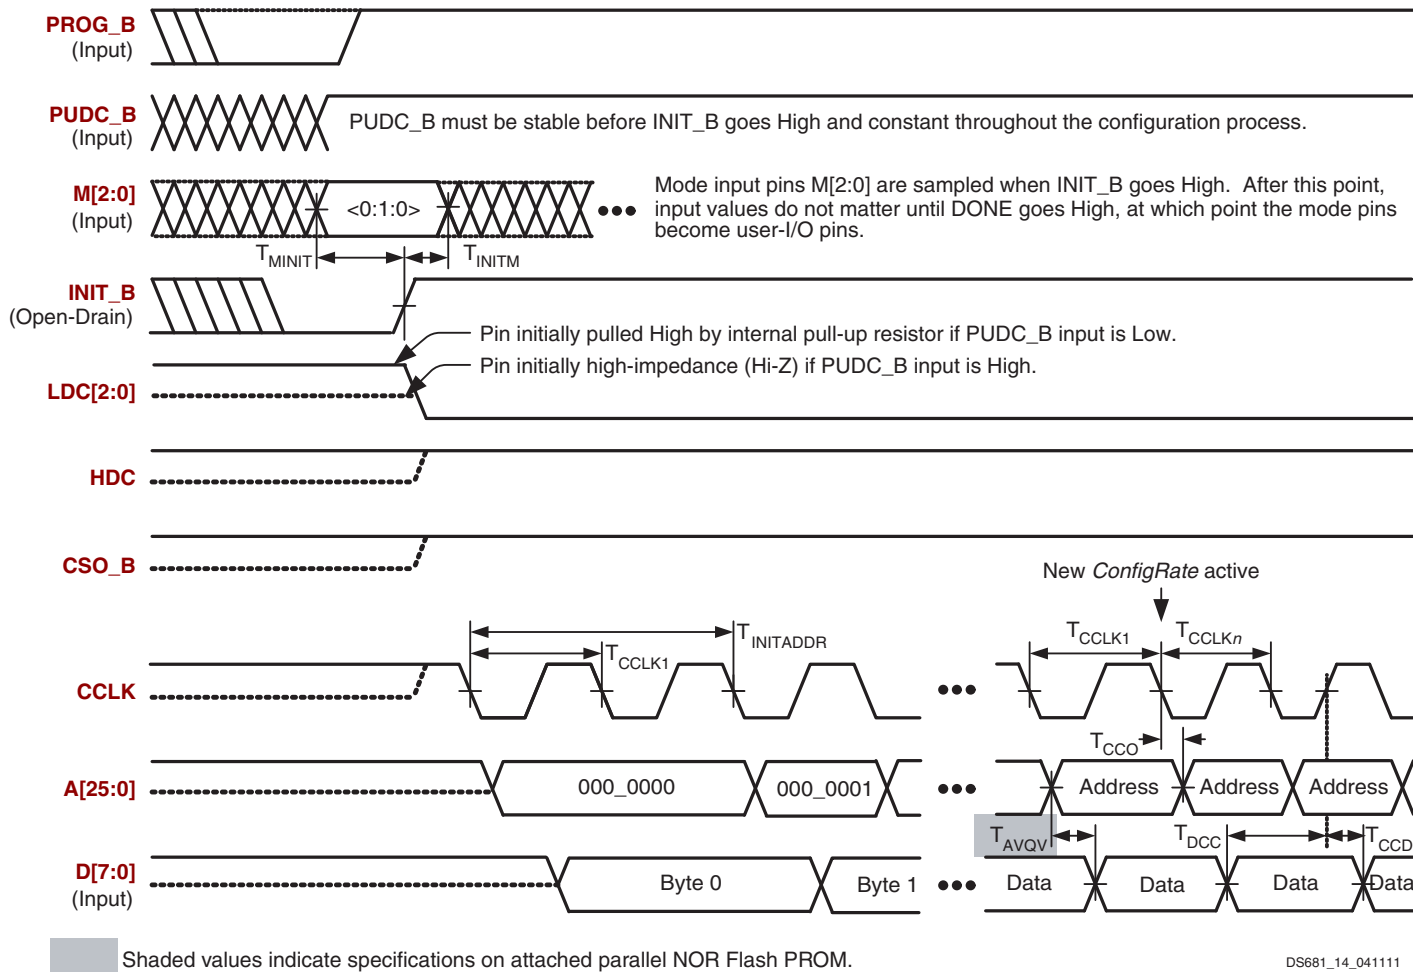 PROG_B
(Input)
PUDC_B
(Input)
PUDC_B must be stable before INIT_B goes High and constant throughout the configuration process.
M[2:0]
(Input)
<0:1:0>
Mode input pins M[2:0] are sampled when INIT_B goes High. After this point,
input values do not matter until DONE goes High, at which point the mode pins
become user-I/O pins.
TMINIT
TINITM
INIT_B
(Open-Drain)
Pin initially pulled High by internal pull-up resistor if PUDC_B input is Low.
Pin initially high-impedance (Hi-Z) if PUDC_B input is High.
LDC[2:0]
HDC
CSO_B
New ConfigRate active
TINITADDR
TCCLK1
TCCLK1
TCCLKn
CCLK
TCCO
A[25:0]
000_0000
000_0001
Address
Address
Address
TAVQV
TDCC
TCCD
D[7:0]
(Input)
Byte 0
Byte 1
Data
Data
Data
Data
Shaded values indicate specifications on attached parallel NOR Flash PROM.
DS681_14_041111